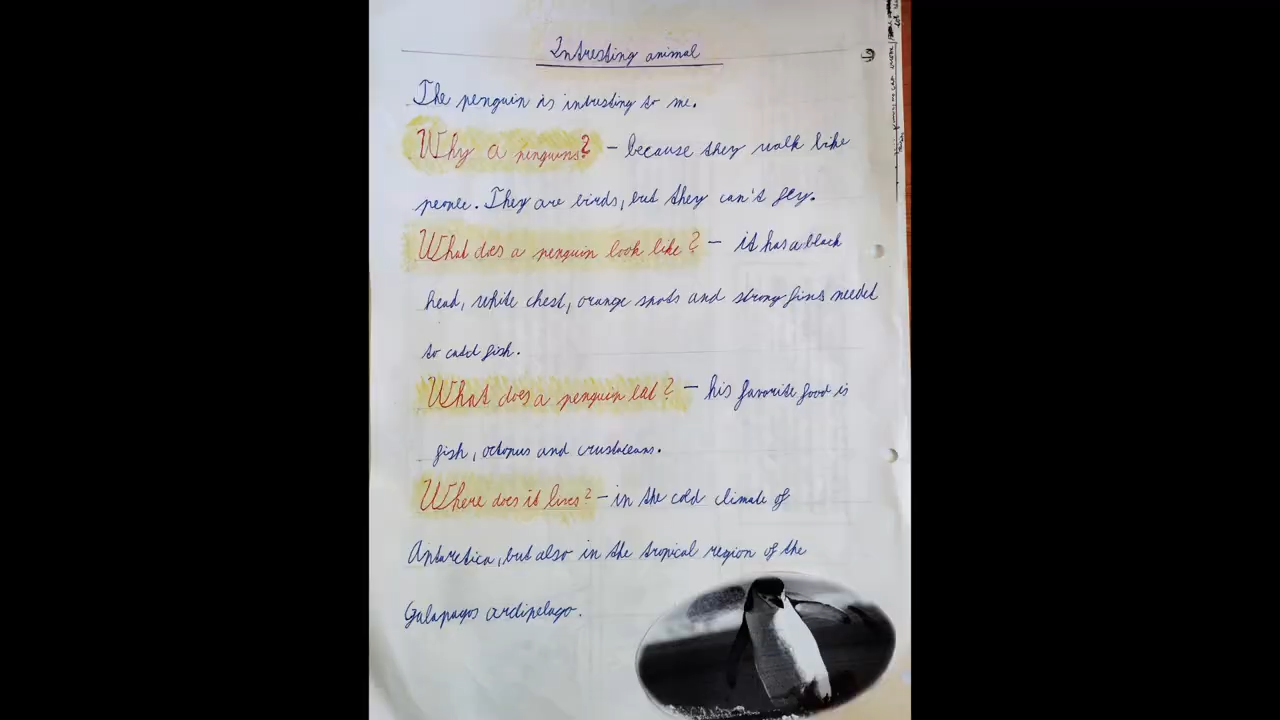 Intresting animal
The penguin is intresting to me.
Why a penguins? – because they walk like
people. They are birds, but they can't fly.
What does a penguin look like? – it has a black
head, white chest, orange spots and strong fins needed
to catch fish.
What does a penguin eat? – his favorite food is
fish, octopus and crustaceans.
Where does it lives? – in the cold climate of
Antarctica, but also in the tropical region of the
Galapagos archipelago.